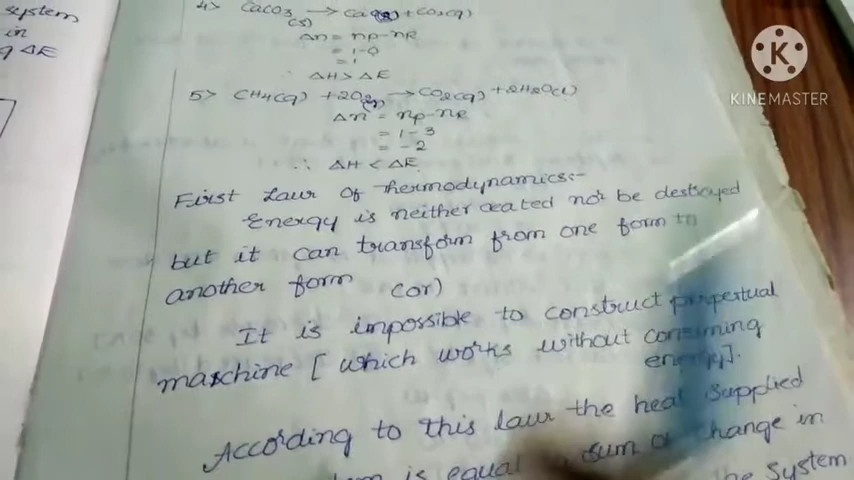 system
in
ΔE
4> CaCO3(s) → CaO(s) + CO2(g)
Δn = nP-nR
= 1-0
= 1
∴ ΔH > ΔE
5> CH4(g) + 2O2(g) → CO2(g) + 2H2O(l)
Δn = nP-nR
= 1-3
= -2
∴ ΔH < ΔE
First Law Of Thermodynamics:-
Energy is neither ceated nor be destroyed
but it can transform from one form to
another form (or)
It is impossible to construct perpetual
maschine [which works without consuming
energy].
According to this law the heat supplied
is equal sum of change in
the system
KINEMASTER